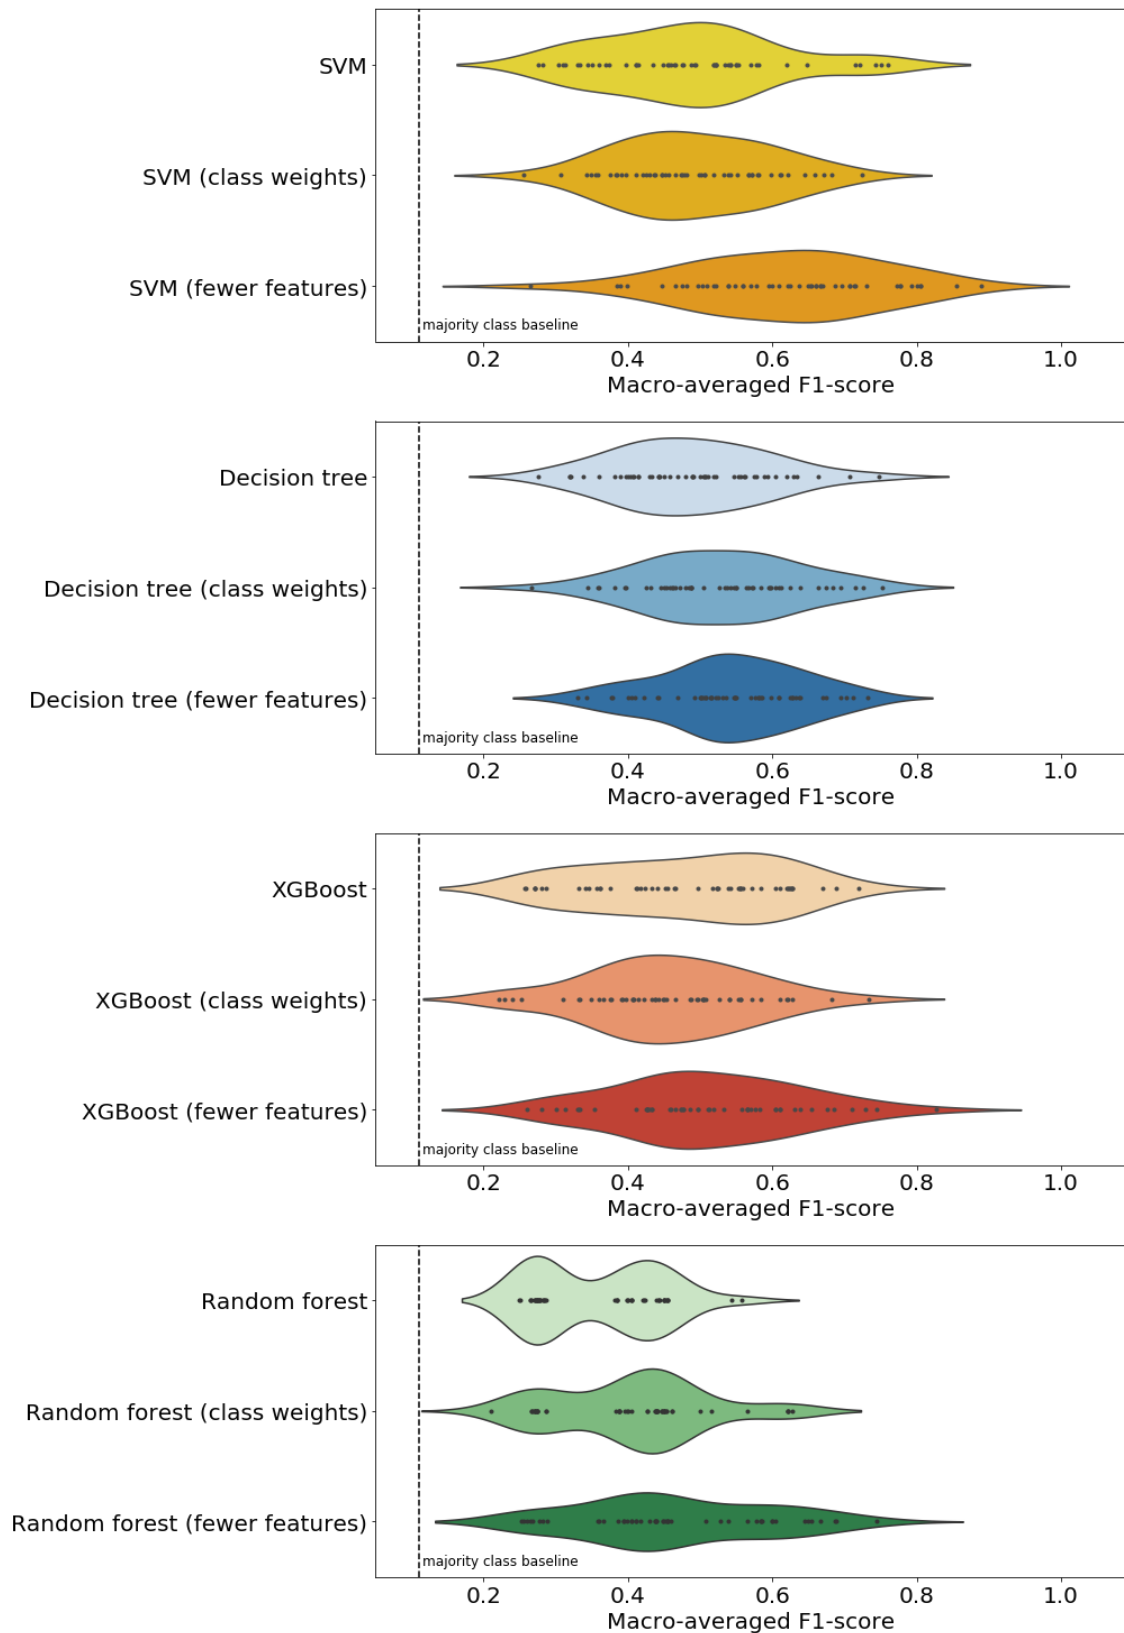 SVM
SVM (class weights)
SVM (fewer features)
majority class baseline
0.2 0.4 0.6 0.8 1.0
Macro-averaged F1-score
Decision tree
Decision tree (class weights)
Decision tree (fewer features)
majority class baseline
0.2 0.4 0.6 0.8 1.0
Macro-averaged F1-score
XGBoost
XGBoost (class weights)
XGBoost (fewer features)
majority class baseline
0.2 0.4 0.6 0.8 1.0
Macro-averaged F1-score
Random forest
Random forest (class weights)
Random forest (fewer features)
majority class baseline
0.2 0.4 0.6 0.8 1.0
Macro-averaged F1-score